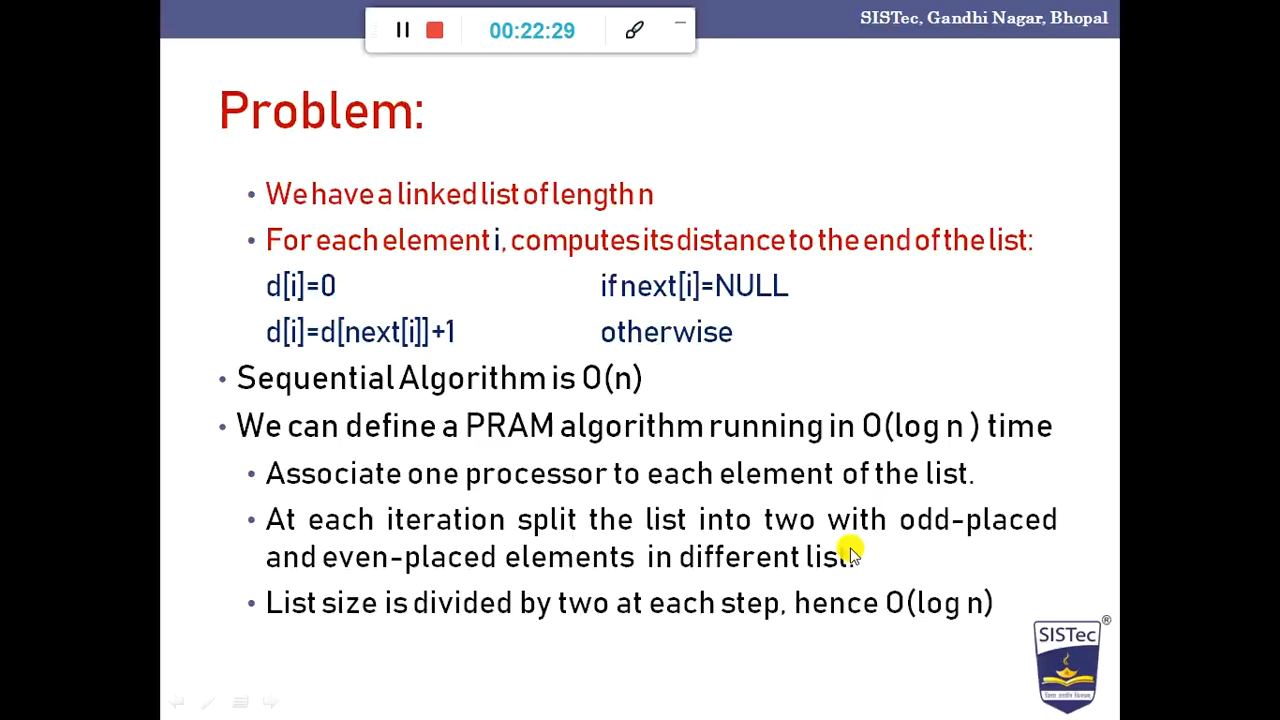 SISTec, Gandhi Nagar, Bhopal
00:22:29
Problem:
• We have a linked list of length n
• For each element i, computes its distance to the end of the list:
d[i]=0 if next[i]=NULL
d[i]=d[next[i]]+1 otherwise
• Sequential Algorithm is O(n)
• We can define a PRAM algorithm running in O(log n ) time
• Associate one processor to each element of the list.
• At each iteration split the list into two with odd-placed
and even-placed elements in different list.
• List size is divided by two at each step, hence O(log n)
SISTec ®